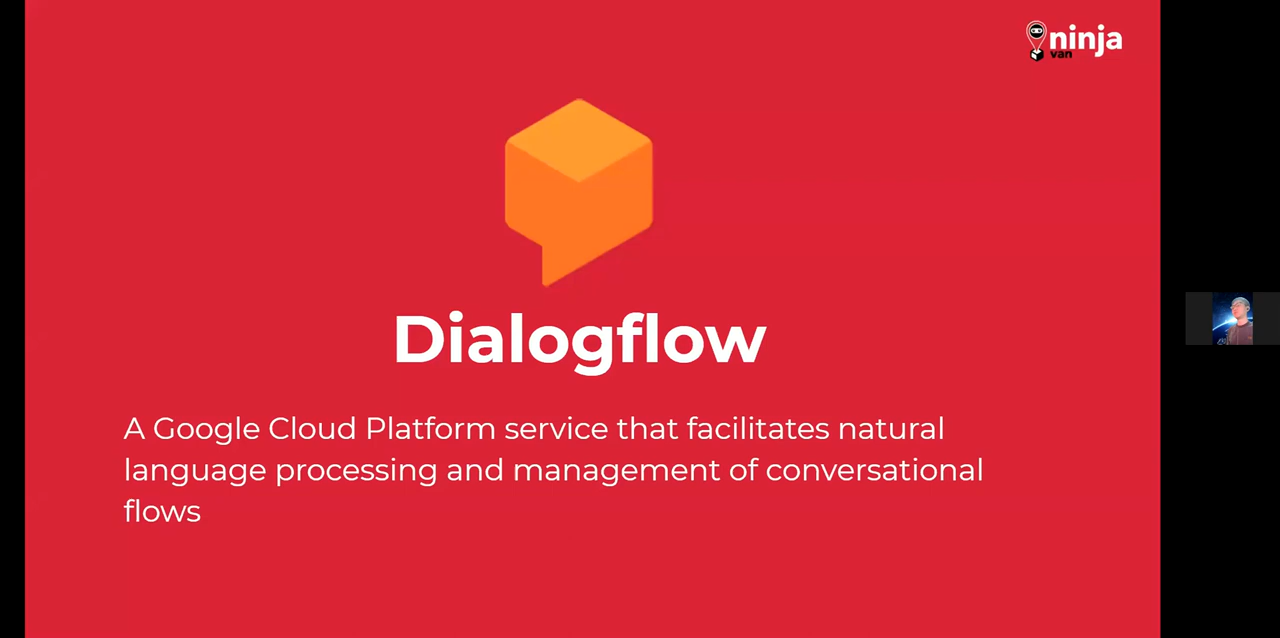 ninja
van
Dialogflow
A Google Cloud Platform service that facilitates natural
language processing and management of conversational
flows